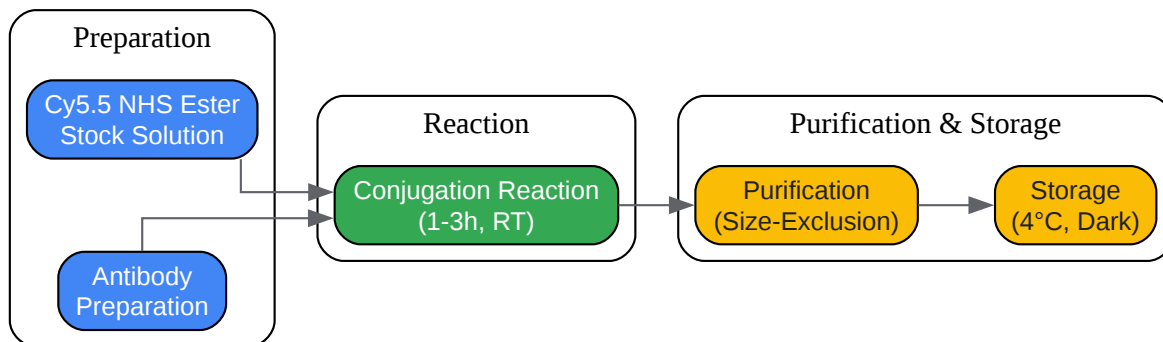 Preparation
Cy5.5 NHS Ester
Stock Solution
Antibody
Preparation
Reaction
Conjugation Reaction
(1-3h, RT)
Purification & Storage
Purification
(Size-Exclusion)
Storage
(4°C, Dark)